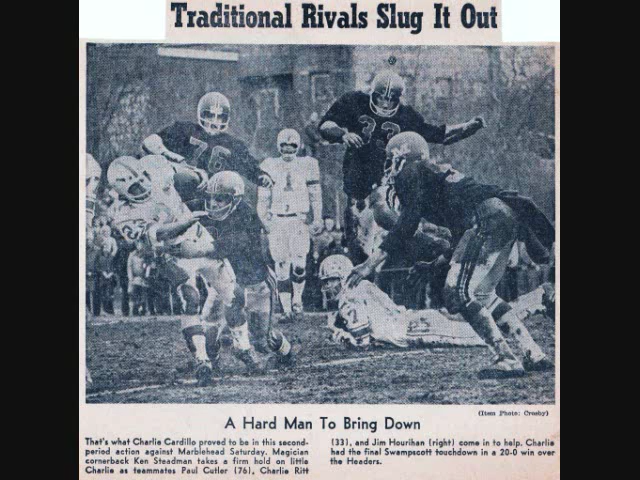 Traditional Rivals Slug It Out
76
33
1
(Item Photo: Crosby)
A Hard Man To Bring Down
That's what Charlie Cardillo proved to be in this second-
period action against Marblehead Saturday. Magician
cornerback Ken Steadman takes a firm hold on little
Charlie as teammates Paul Cutler (76), Charlie Ritt
(33), and Jim Hourihan (right) come in to help. Charlie
had the final Swampscott touchdown in a 20-0 win over
the Headers.